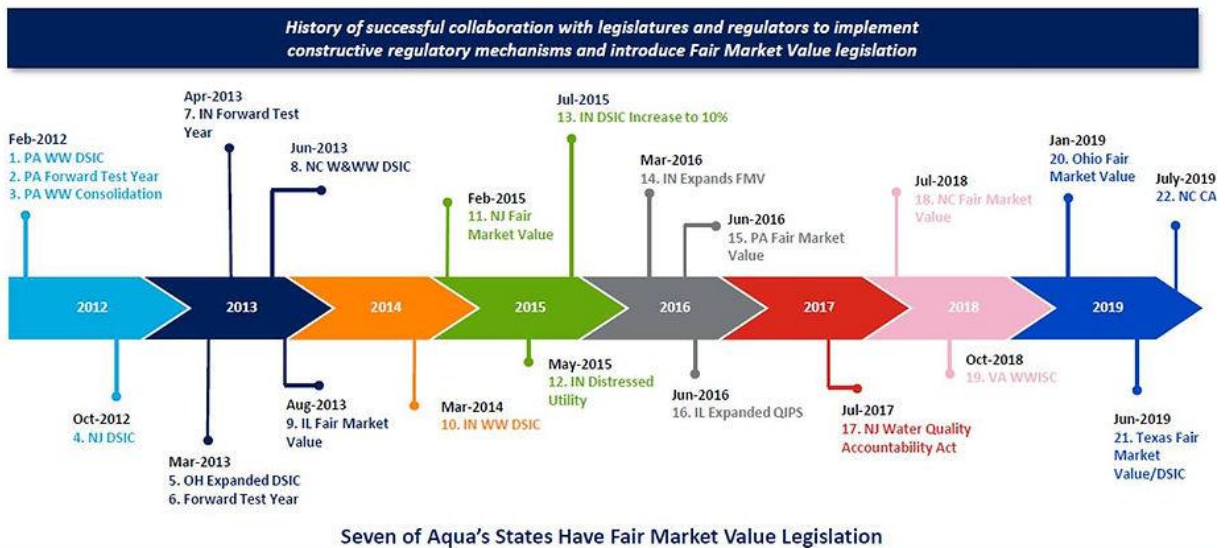 History of successful collaboration with legislatures and regulators to implement
constructive regulatory mechanisms and introduce Fair Market Value legislation
Feb-2012
1. PA WW DSIC
2. PA Forward Test Year
3. PA WW Consolidation
Apr-2013
7. IN Forward Test
Year
Jun-2013
8. NC W&WW DSIC
Feb-2015
11. NJ Fair
Market Value
Jul-2015
13. IN DSIC Increase to 10%
Mar-2016
14. IN Expands FMV
Jun-2016
15. PA Fair Market
Value
Jul-2018
18. NC Fair Market
Value
Jan-2019
20. Ohio Fair
Market Value
July-2019
22. NC CA
2012
2013
2014
2015
2016
2017
2018
2019
Oct-2012
4. NJ DSIC
Mar-2013
5. OH Expanded DSIC
6. Forward Test Year
Aug-2013
9. IL Fair Market
Value
Mar-2014
10. IN WW DSIC
May-2015
12. IN Distressed
Utility
Jun-2016
16. IL Expanded QIPS
Jul-2017
17. NJ Water Quality
Accountability Act
Oct-2018
19. VA WWISC
Jun-2019
21. Texas Fair
Market
Value/DSIC
Seven of Aqua's States Have Fair Market Value Legislation